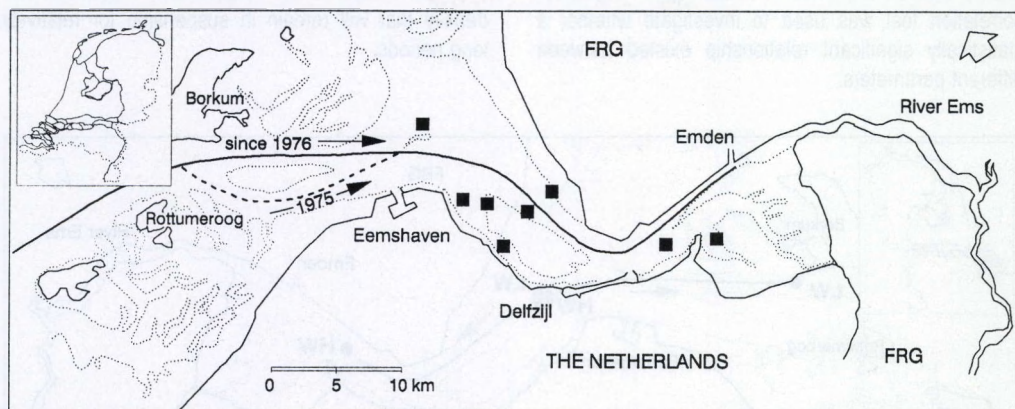 FRG
River Ems
Borkum
Emden
since 1976
1975
Rottumeroog
Eemshaven
Delfzijl
THE NETHERLANDS
FRG
0 5 10 km